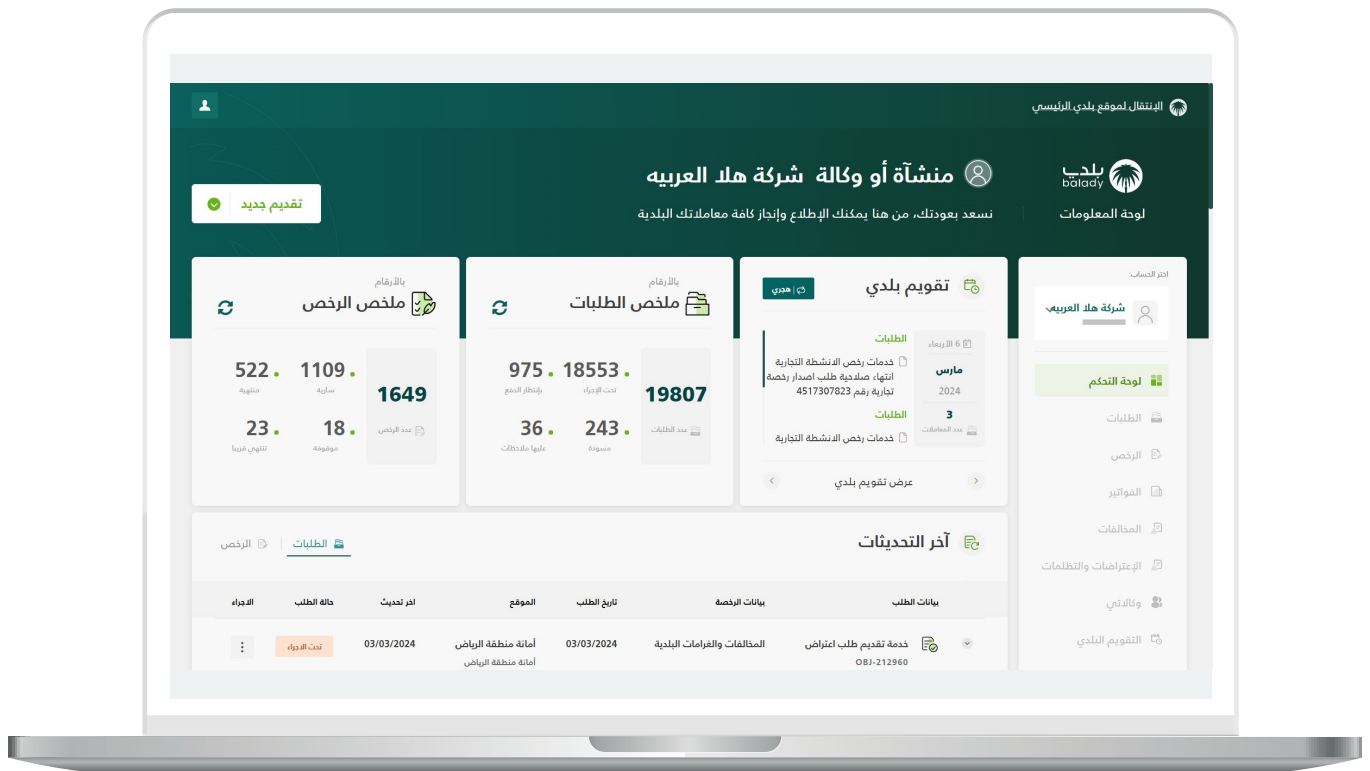 الإنتقال لموقع بلدي الرئيسي
بلدي
balady
لوحة المعلومات
منشآة أو وكالة شركة هلا العربيه
نسعد بعودتك، من هنا يمكنك الإطلاع وإنجاز كافة معاملاتك البلدية
تقديم جديد
اختر الحساب:
شركة هلا العربيه
لوحة التحكم
الطلبات
الرخص
الفواتير
المخالفات
الإعتراضات والتظلمات
وكالاتي
التقويم البلدي
تقويم بلدي
هجري
6 الأربعاء
مارس
2024
3
عدد المعاملات
الطلبات
خدمات رخص الانشطة التجارية
انتهاء صلاحية طلب اصدار رخصة
تجارية رقم 4517307823
الطلبات
خدمات رخص الانشطة التجارية
عرض تقويم بلدي
بالأرقام
ملخص الطلبات
19807
عدد الطلبات
18553
تحت الإجراء
975
بإنتظار الدفع
243
مسودة
36
عليها ملاحظات
بالأرقام
ملخص الرخص
1649
عدد الرخص
1109
سارية
522
منتهية
18
موقوفة
23
تنتهي قريبا
آخر التحديثات
الطلبات
الرخص
بيانات الطلب بيانات الرخصة تاريخ الطلب الموقع اخر تحديث حالة الطلب الاجراء
خدمة تقديم طلب اعتراض المخالفات والغرامات البلدية 03/03/2024 أمانة منطقة الرياض 03/03/2024 تحت الاجراء
OBJ-212960 أمانة منطقة الرياض